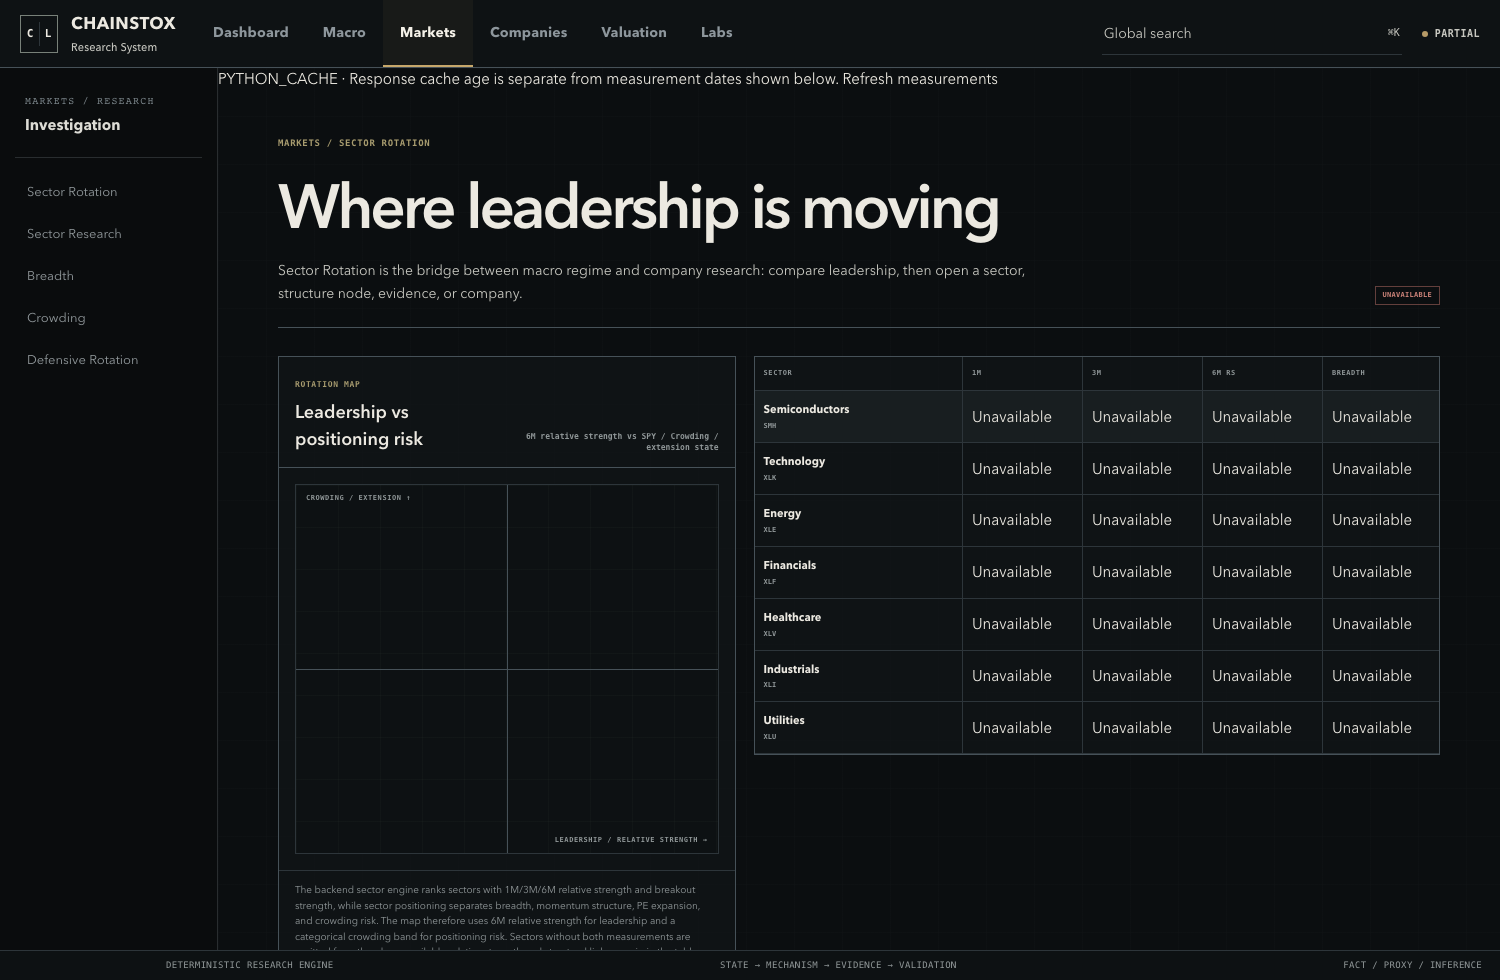 C L
CHAINSTOX
Research System
Dashboard
Macro
Markets
Companies
Valuation
Labs
Global search
⌘K
PARTIAL
MARKETS / RESEARCH
Investigation
Sector Rotation
Sector Research
Breadth
Crowding
Defensive Rotation
PYTHON_CACHE · Response cache age is separate from measurement dates shown below. Refresh measurements
MARKETS / SECTOR ROTATION
Where leadership is moving
Sector Rotation is the bridge between macro regime and company research: compare leadership, then open a sector,
structure node, evidence, or company.
UNAVAILABLE
ROTATION MAP
Leadership vs
positioning risk
6M relative strength vs SPY / Crowding /
extension state
CROWDING / EXTENSION ↑
LEADERSHIP / RELATIVE STRENGTH →
The backend sector engine ranks sectors with 1M/3M/6M relative strength and breakout
strength, while sector positioning separates breadth, momentum structure, PE expansion,
and crowding risk. The map therefore uses 6M relative strength for leadership and a
categorical crowding band for positioning risk. Sectors without both measurements are
SECTOR 1M 3M 6M RS BREADTH
Semiconductors
SMH
Unavailable Unavailable Unavailable Unavailable
Technology
XLK
Unavailable Unavailable Unavailable Unavailable
Energy
XLE
Unavailable Unavailable Unavailable Unavailable
Financials
XLF
Unavailable Unavailable Unavailable Unavailable
Healthcare
XLV
Unavailable Unavailable Unavailable Unavailable
Industrials
XLI
Unavailable Unavailable Unavailable Unavailable
Utilities
XLU
Unavailable Unavailable Unavailable Unavailable
DETERMINISTIC RESEARCH ENGINE
STATE → MECHANISM → EVIDENCE → VALIDATION
FACT / PROXY / INFERENCE